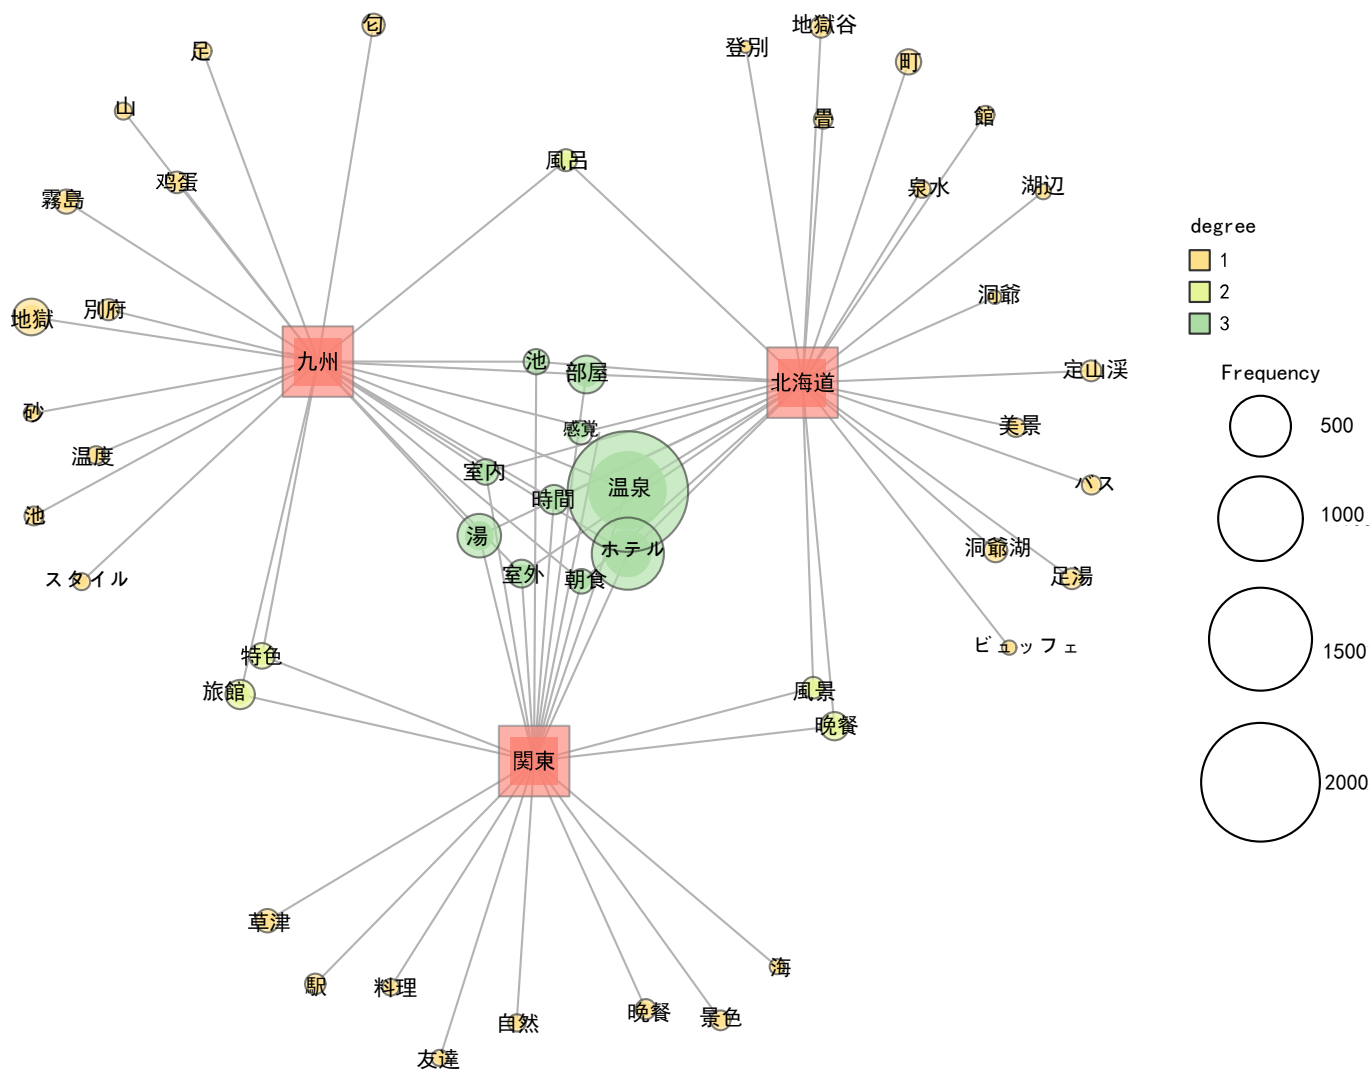 匂
地獄谷
登別
足
町
山
畳
館
風呂
鸡蛋
泉水
湖辺
霧島
degree
1
2
3
洞爺
別府
地獄
九州
池
部屋
北海道
定山渓
Frequency
500
1000
1500
2000
砂
感覚
美景
温度
室内
温泉
バス
時間
池
湯
ホテル
洞爺湖
スタイル
室外
朝食
足湯
ビュッフェ
特色
旅館
風景
晩餐
関東
草津
海
駅
料理
自然
晩餐
景色
友達